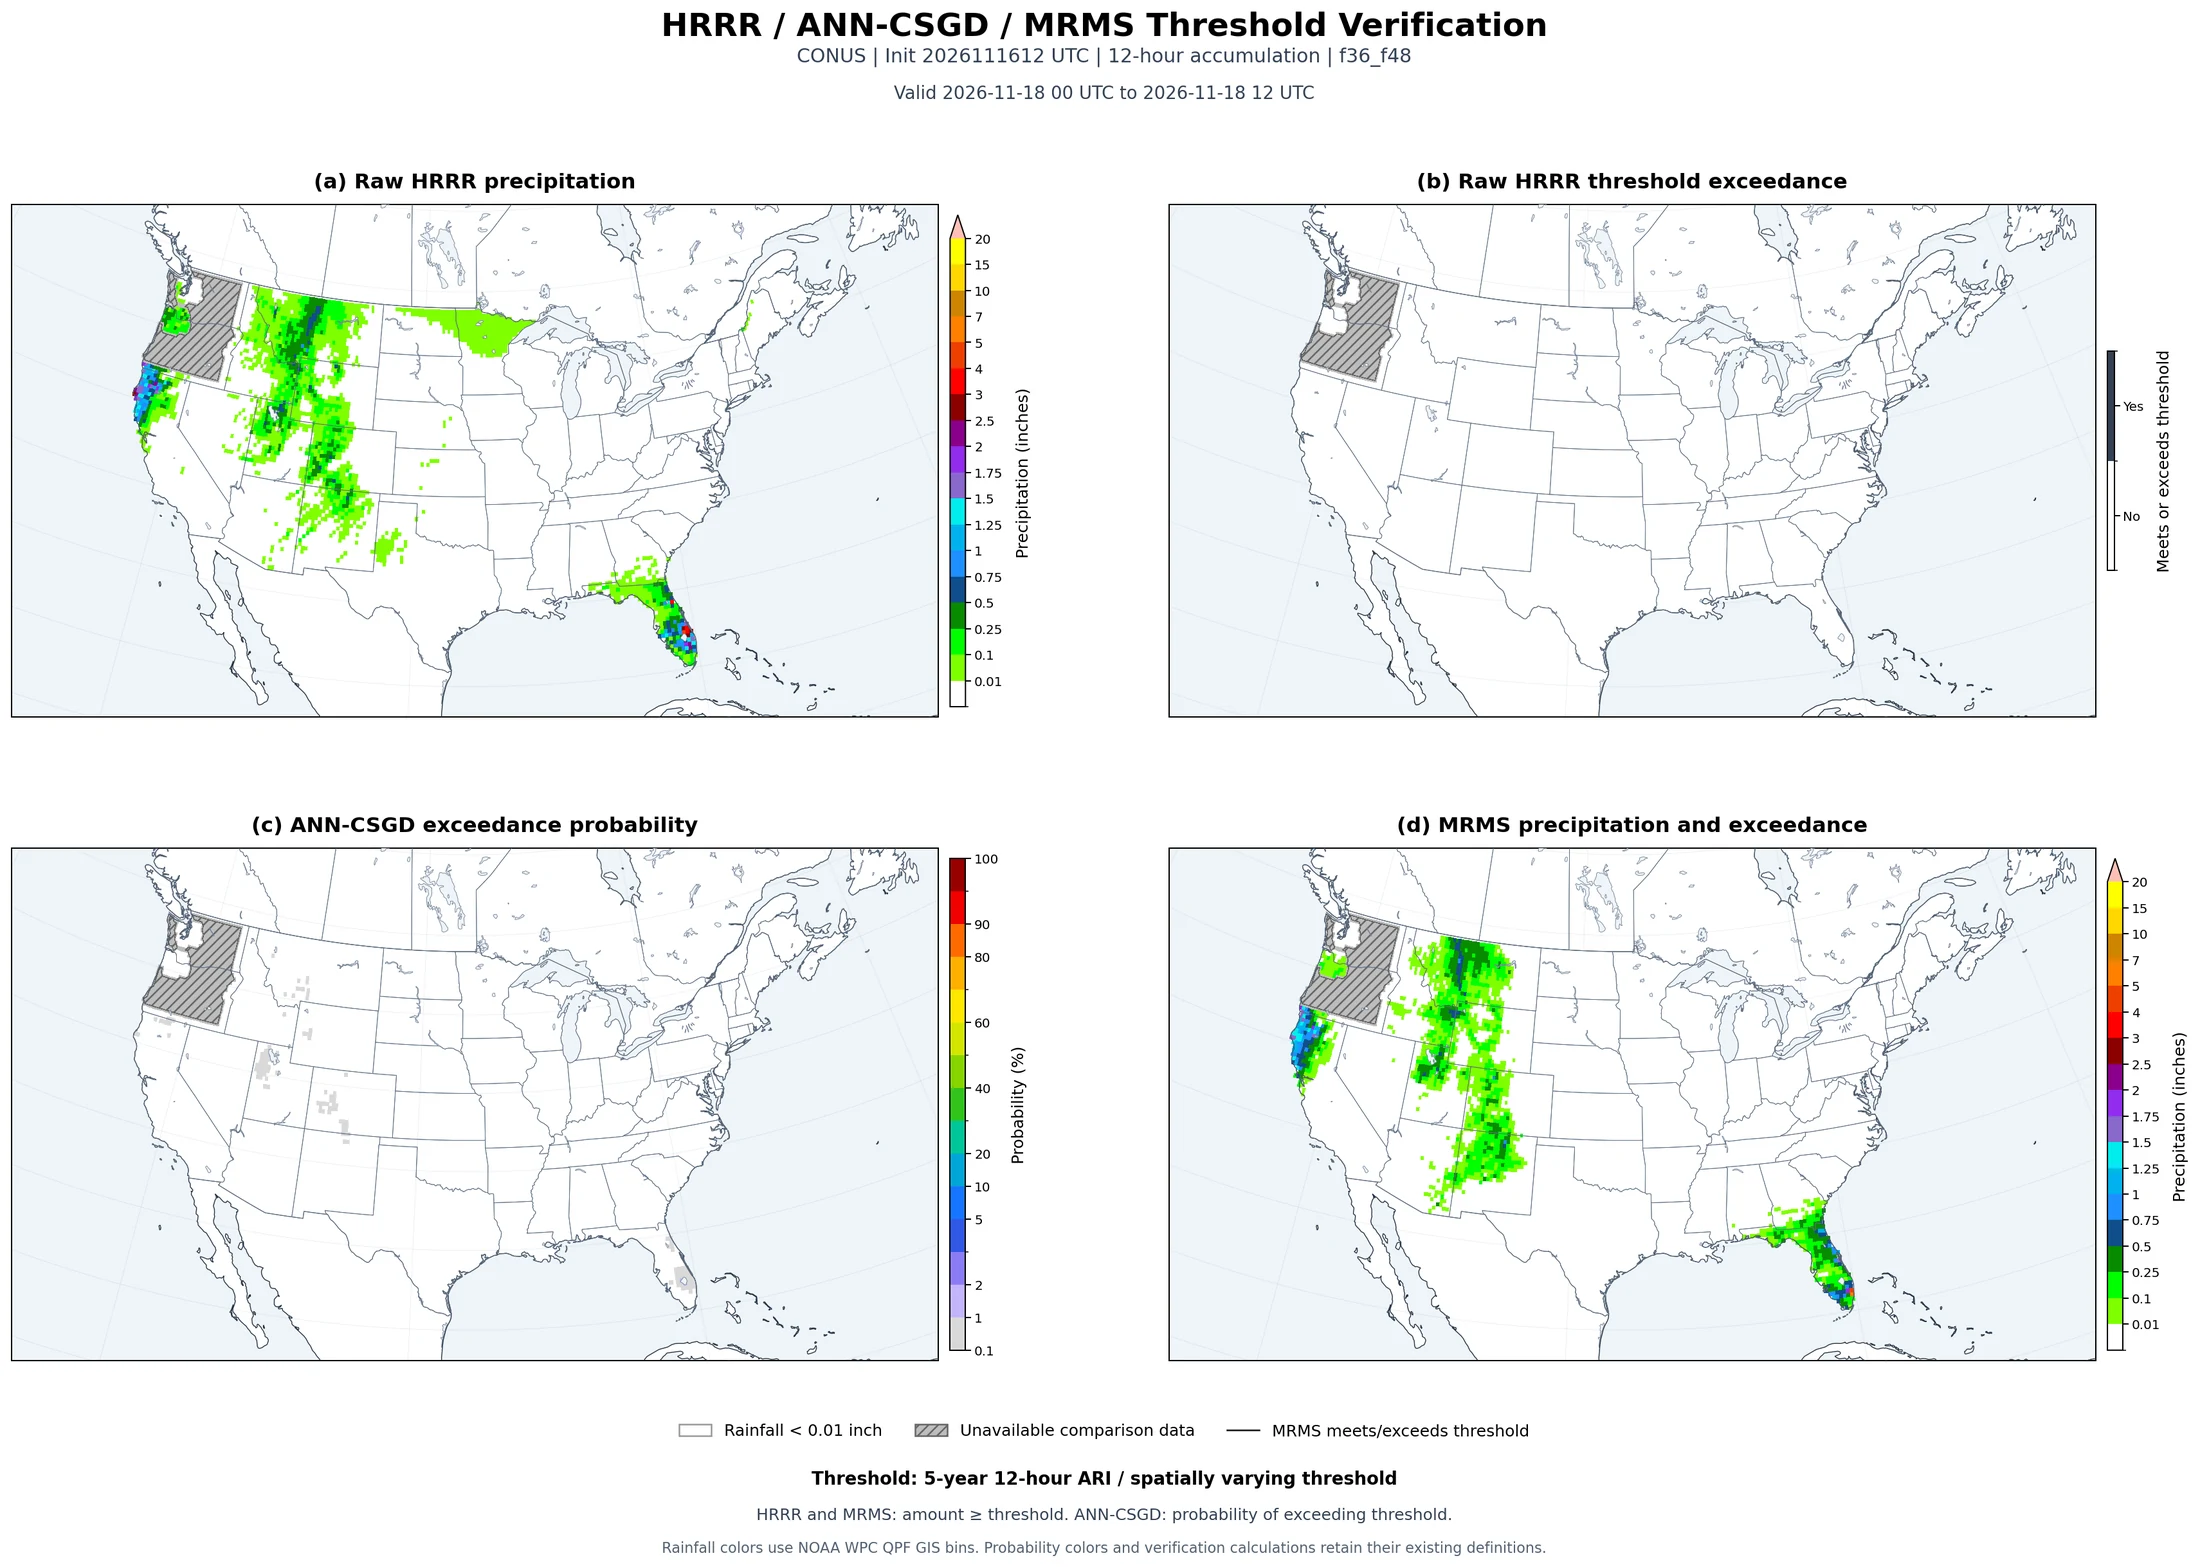 HRRR / ANN-CSGD / MRMS Threshold Verification
CONUS | Init 2026111612 UTC | 12-hour accumulation | f36_f48
Valid 2026-11-18 00 UTC to 2026-11-18 12 UTC
(a) Raw HRRR precipitation
20
15
10
7
5
4
3
2.5
2
1.75
1.5
1.25
1
0.75
0.5
0.25
0.1
0.01
Precipitation (inches)
(b) Raw HRRR threshold exceedance
Yes
No
Meets or exceeds threshold
(c) ANN-CSGD exceedance probability
100
90
80
60
40
20
10
5
2
1
0.1
Probability (%)
(d) MRMS precipitation and exceedance
20
15
10
7
5
4
3
2.5
2
1.75
1.5
1.25
1
0.75
0.5
0.25
0.1
0.01
Precipitation (inches)
Rainfall < 0.01 inch
Unavailable comparison data
MRMS meets/exceeds threshold
Threshold: 5-year 12-hour ARI / spatially varying threshold
HRRR and MRMS: amount ≥ threshold. ANN-CSGD: probability of exceeding threshold.
Rainfall colors use NOAA WPC QPF GIS bins. Probability colors and verification calculations retain their existing definitions.